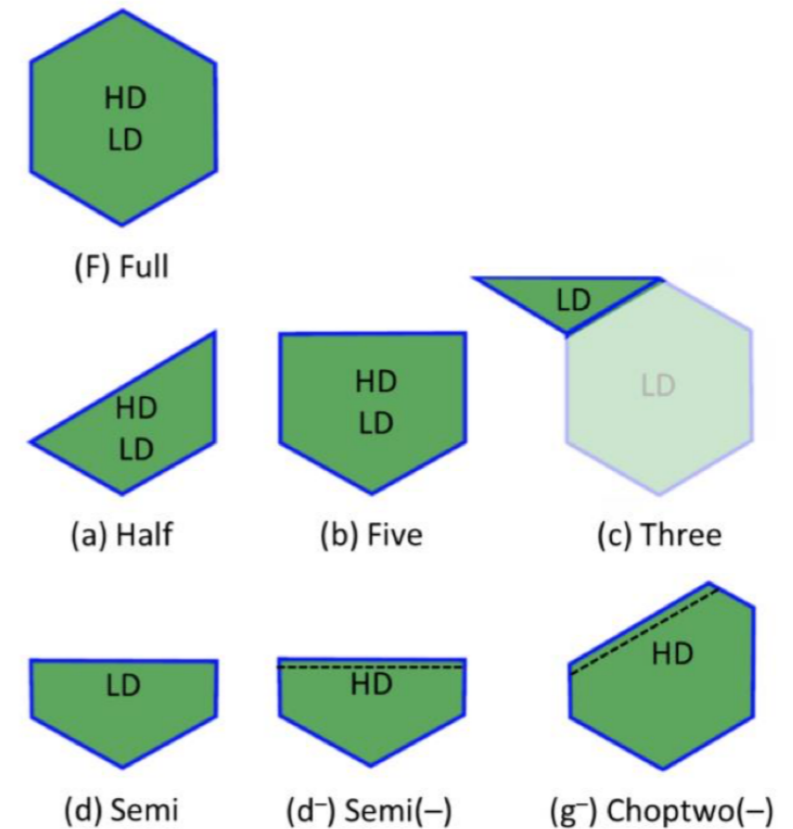 HD
LD
(F) Full
HD
LD
(a) Half
HD
LD
(b) Five
LD
LD
(c) Three
LD
(d) Semi
HD
(d⁻) Semi(–)
HD
(g⁻) Choptwo(–)